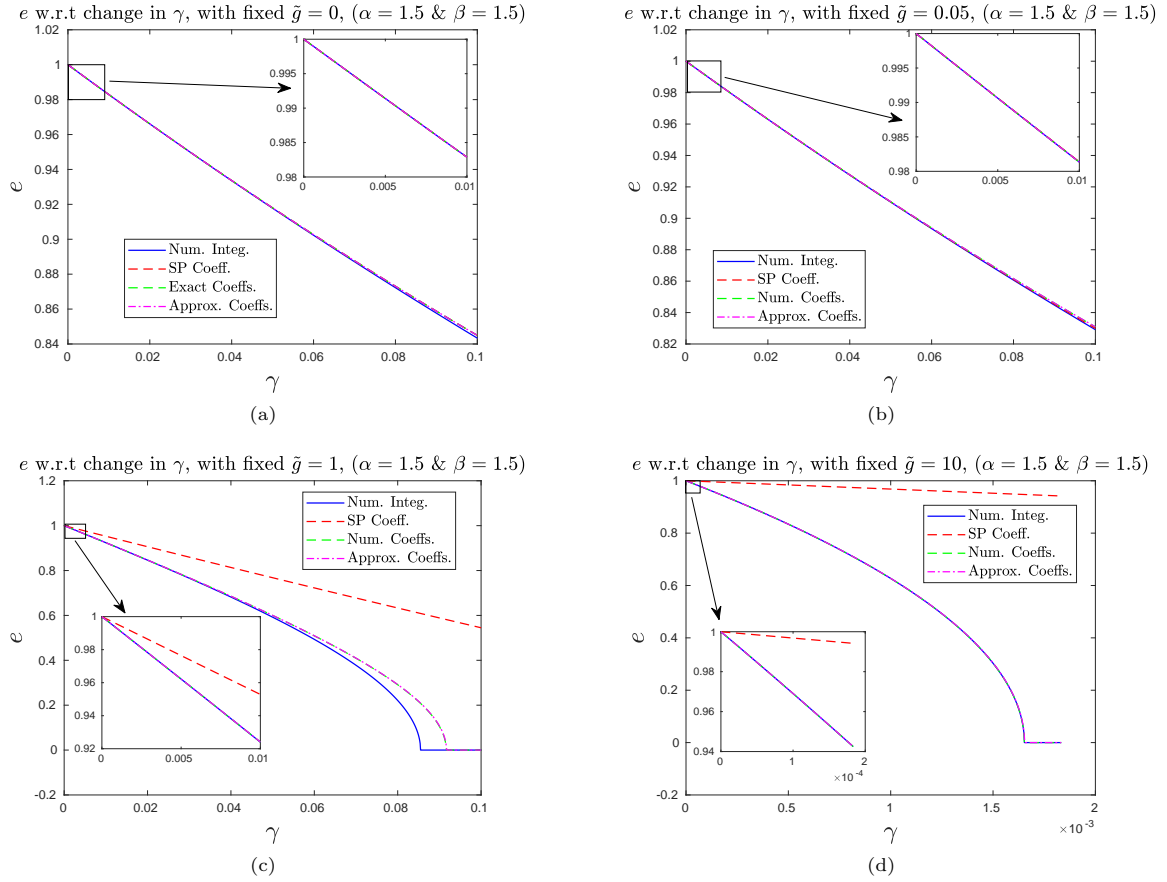 e w.r.t change in γ, with fixed g̃ = 0, (α = 1.5 & β = 1.5)
1.02
1
0.98
0.96
0.94
0.92
0.9
0.88
0.86
0.84
e
0 0.02 0.04 0.06 0.08 0.1
γ
1
0.995
0.99
0.985
0.98
0 0.005 0.01
Num. Integ.
SP Coeff.
Exact Coeffs.
Approx. Coeffs.
(a)
e w.r.t change in γ, with fixed g̃ = 0.05, (α = 1.5 & β = 1.5)
1.02
1
0.98
0.96
0.94
0.92
0.9
0.88
0.86
0.84
0.82
e
0 0.02 0.04 0.06 0.08 0.1
γ
1
0.995
0.99
0.985
0.98
0 0.005 0.01
Num. Integ.
SP Coeff.
Num. Coeffs.
Approx. Coeffs.
(b)
e w.r.t change in γ, with fixed g̃ = 1, (α = 1.5 & β = 1.5)
1.2
1
0.8
0.6
0.4
0.2
0
-0.2
e
0 0.02 0.04 0.06 0.08 0.1
γ
Num. Integ.
SP Coeff.
Num. Coeffs.
Approx. Coeffs.
1
0.98
0.96
0.94
0.92
0 0.005 0.01
(c)
e w.r.t change in γ, with fixed g̃ = 10, (α = 1.5 & β = 1.5)
1
0.8
0.6
0.4
0.2
0
-0.2
e
0 0.5 1 1.5 2
×10⁻³
γ
Num. Integ.
SP Coeff.
Num. Coeffs.
Approx. Coeffs.
1
0.98
0.96
0.94
0 1 2
×10⁻⁴
(d)